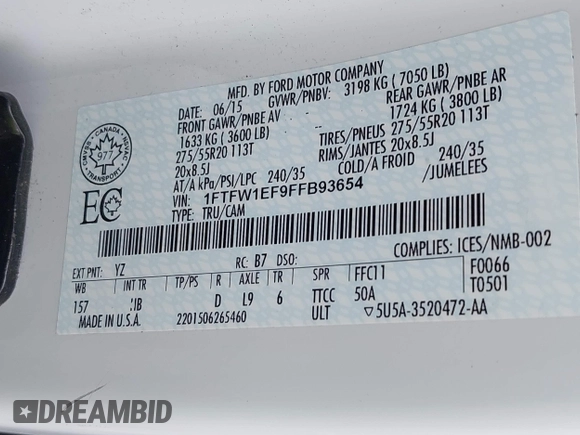 MFD. BY FORD MOTOR COMPANY
DATE: 06/15 GVWR/PNBV: 3198 KG ( 7050 LB)
FRONT GAWR/PNBE AV REAR GAWR/PNBE AR
1633 KG ( 3600 LB) 1724 KG ( 3800 LB)
275/55R20 113T TIRES/PNEUS 275/55R20 113T
20x8.5J RIMS/JANTES 20x8.5J
AT/A kPa/PSI/LPC 240/35 COLD/A FROID 240/35
VIN: 1FTFW1EF9FFB93654 /JUMELEES
TYPE: TRU/CAM
CMVSS CANADA NSVAC
977
TRANSPORT
EC
COMPLIES: ICES/NMB-002
EXT PNT: YZ RC: B7 DSO:
WB INT TR TP/PS R AXLE TR SPR FFC11 F0066
157 IB D L9 6 TTCC 50A T0501
MADE IN U.S.A. 2201506265460 ULT ▽5U5A-3520472-AA
DREAMBID